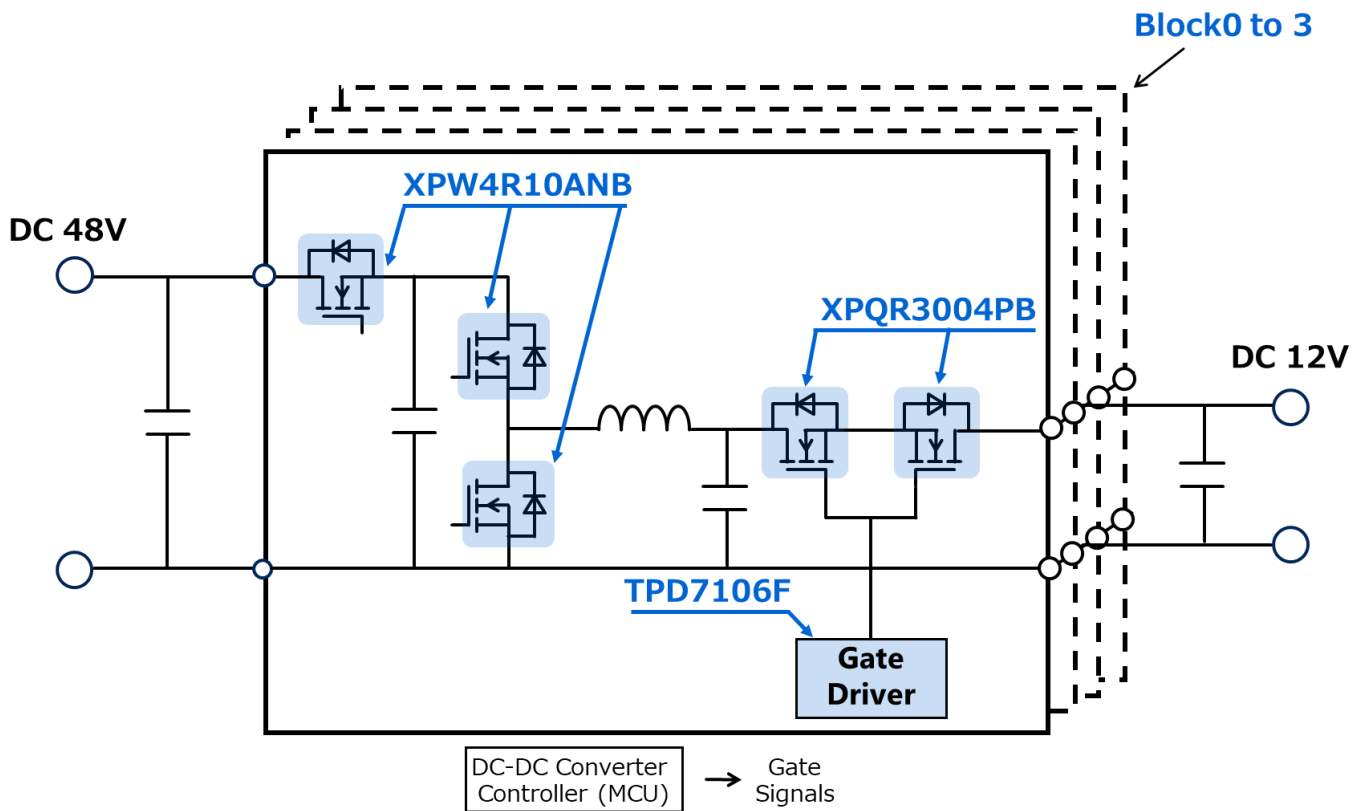 Block0 to 3
XPW4R10ANB
DC 48V
XPQR3004PB
DC 12V
TPD7106F
Gate
Driver
DC-DC Converter
Controller (MCU)
Gate
Signals